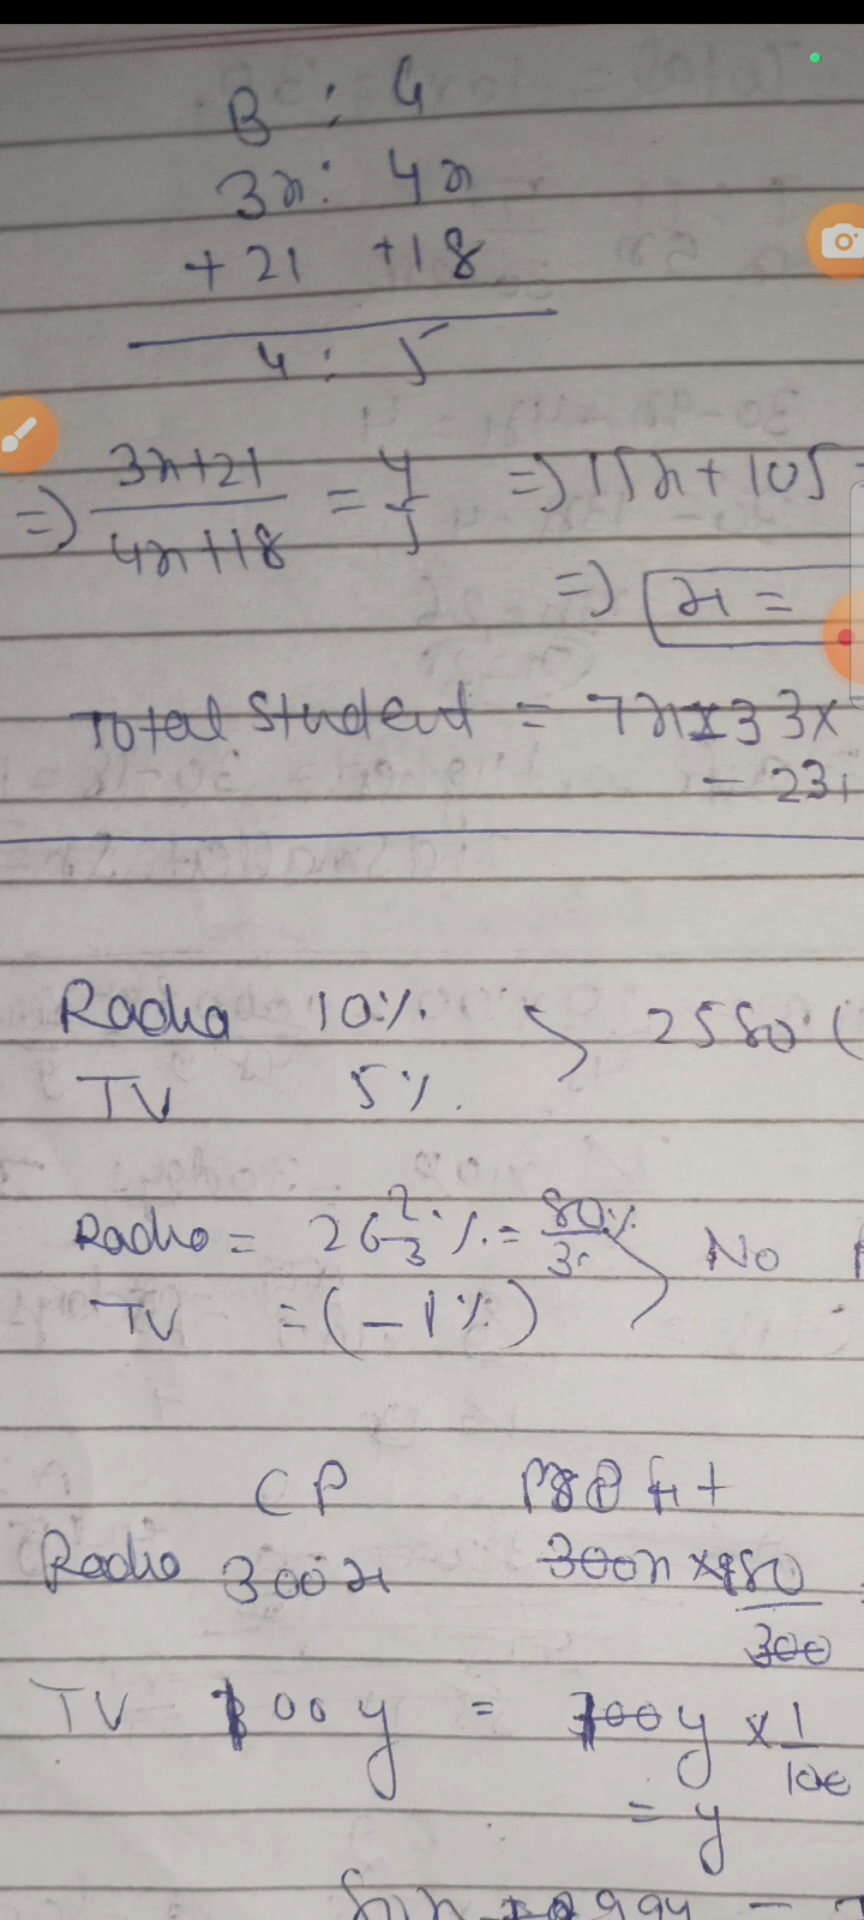 B : G
3x : 4x
+21 +18
4 : 5
=> 3x+21 / 4x+18 = 4/5 => 15x+105
=> x =
Total Student = 7x 33x
= 231
Radio 10%
TV 5% 2580 (
Radio = 26 2/3 % = 80/3 % No
TV = (-1%)
CP Profit
Radio 300x 300x × 80/300
TV 100y = 100y × 1/100
= y